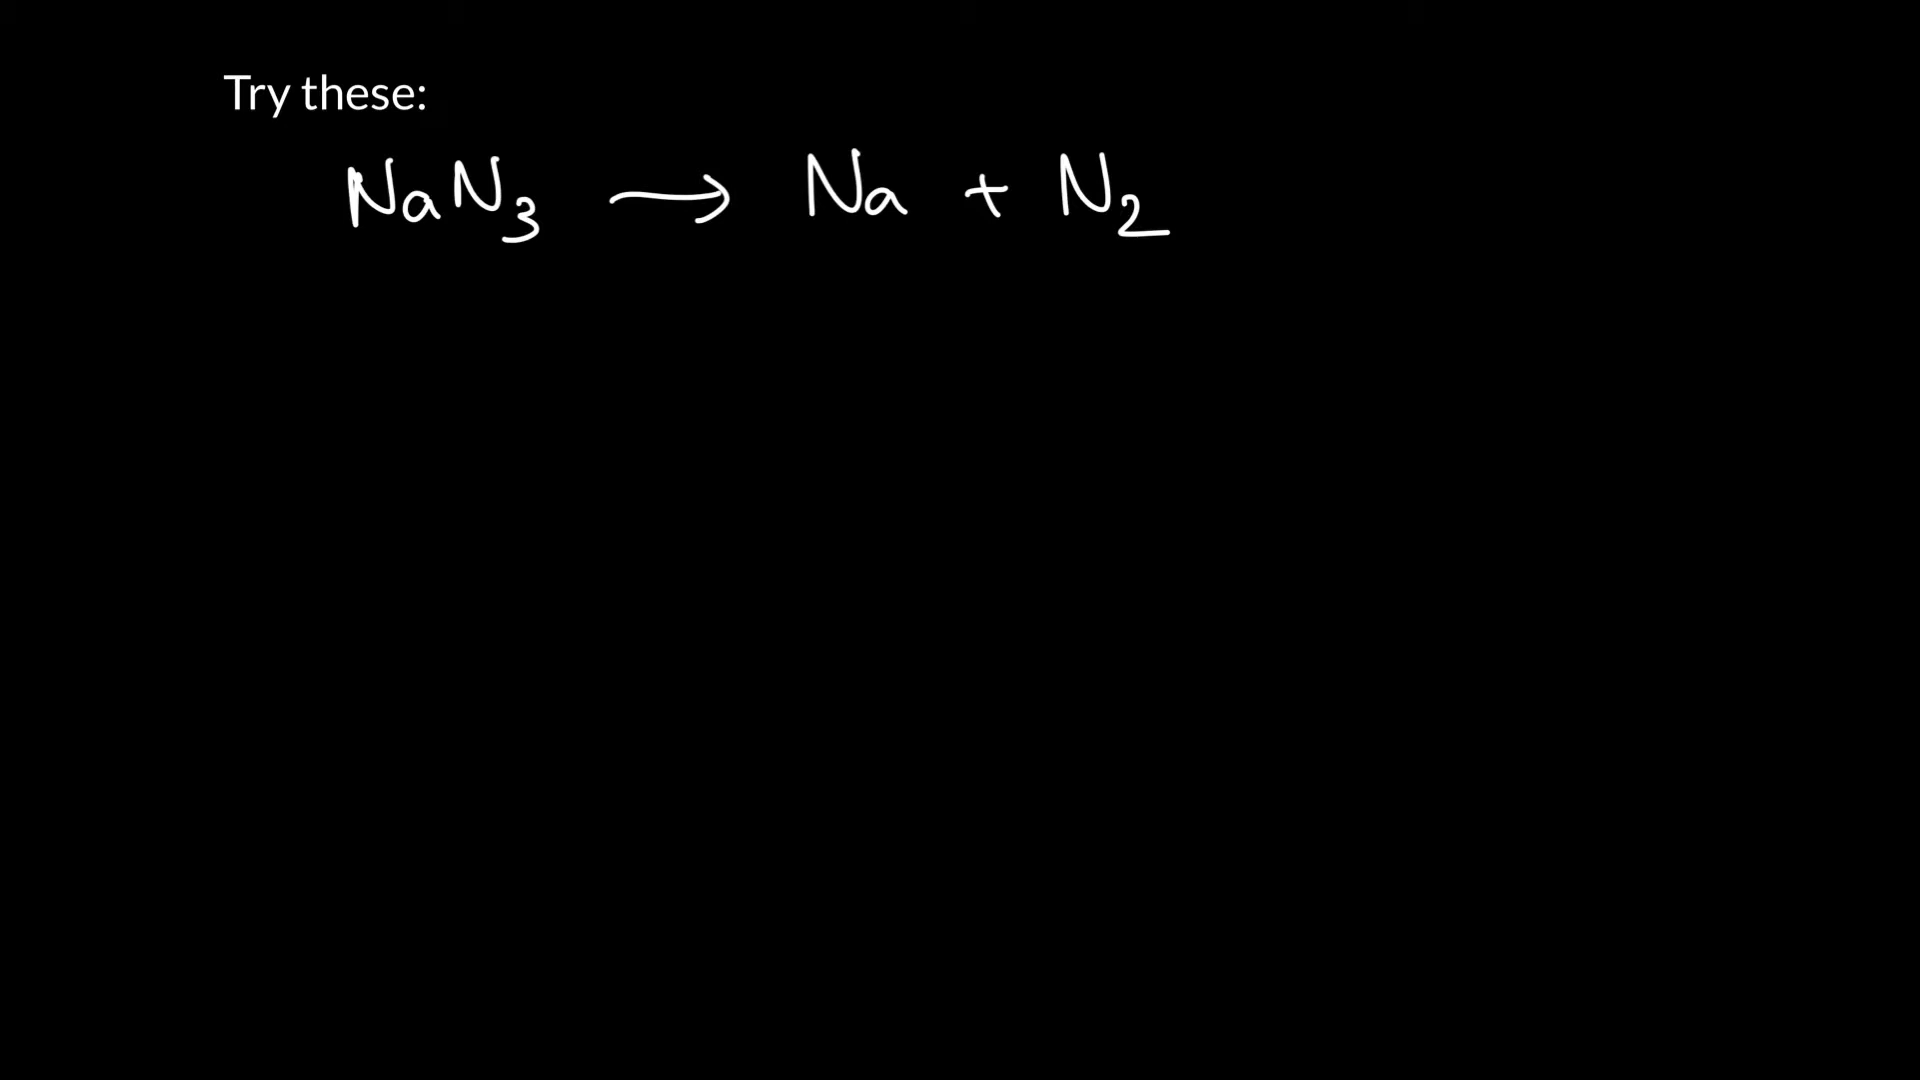 Try these:
NaN₃ → Na + N₂